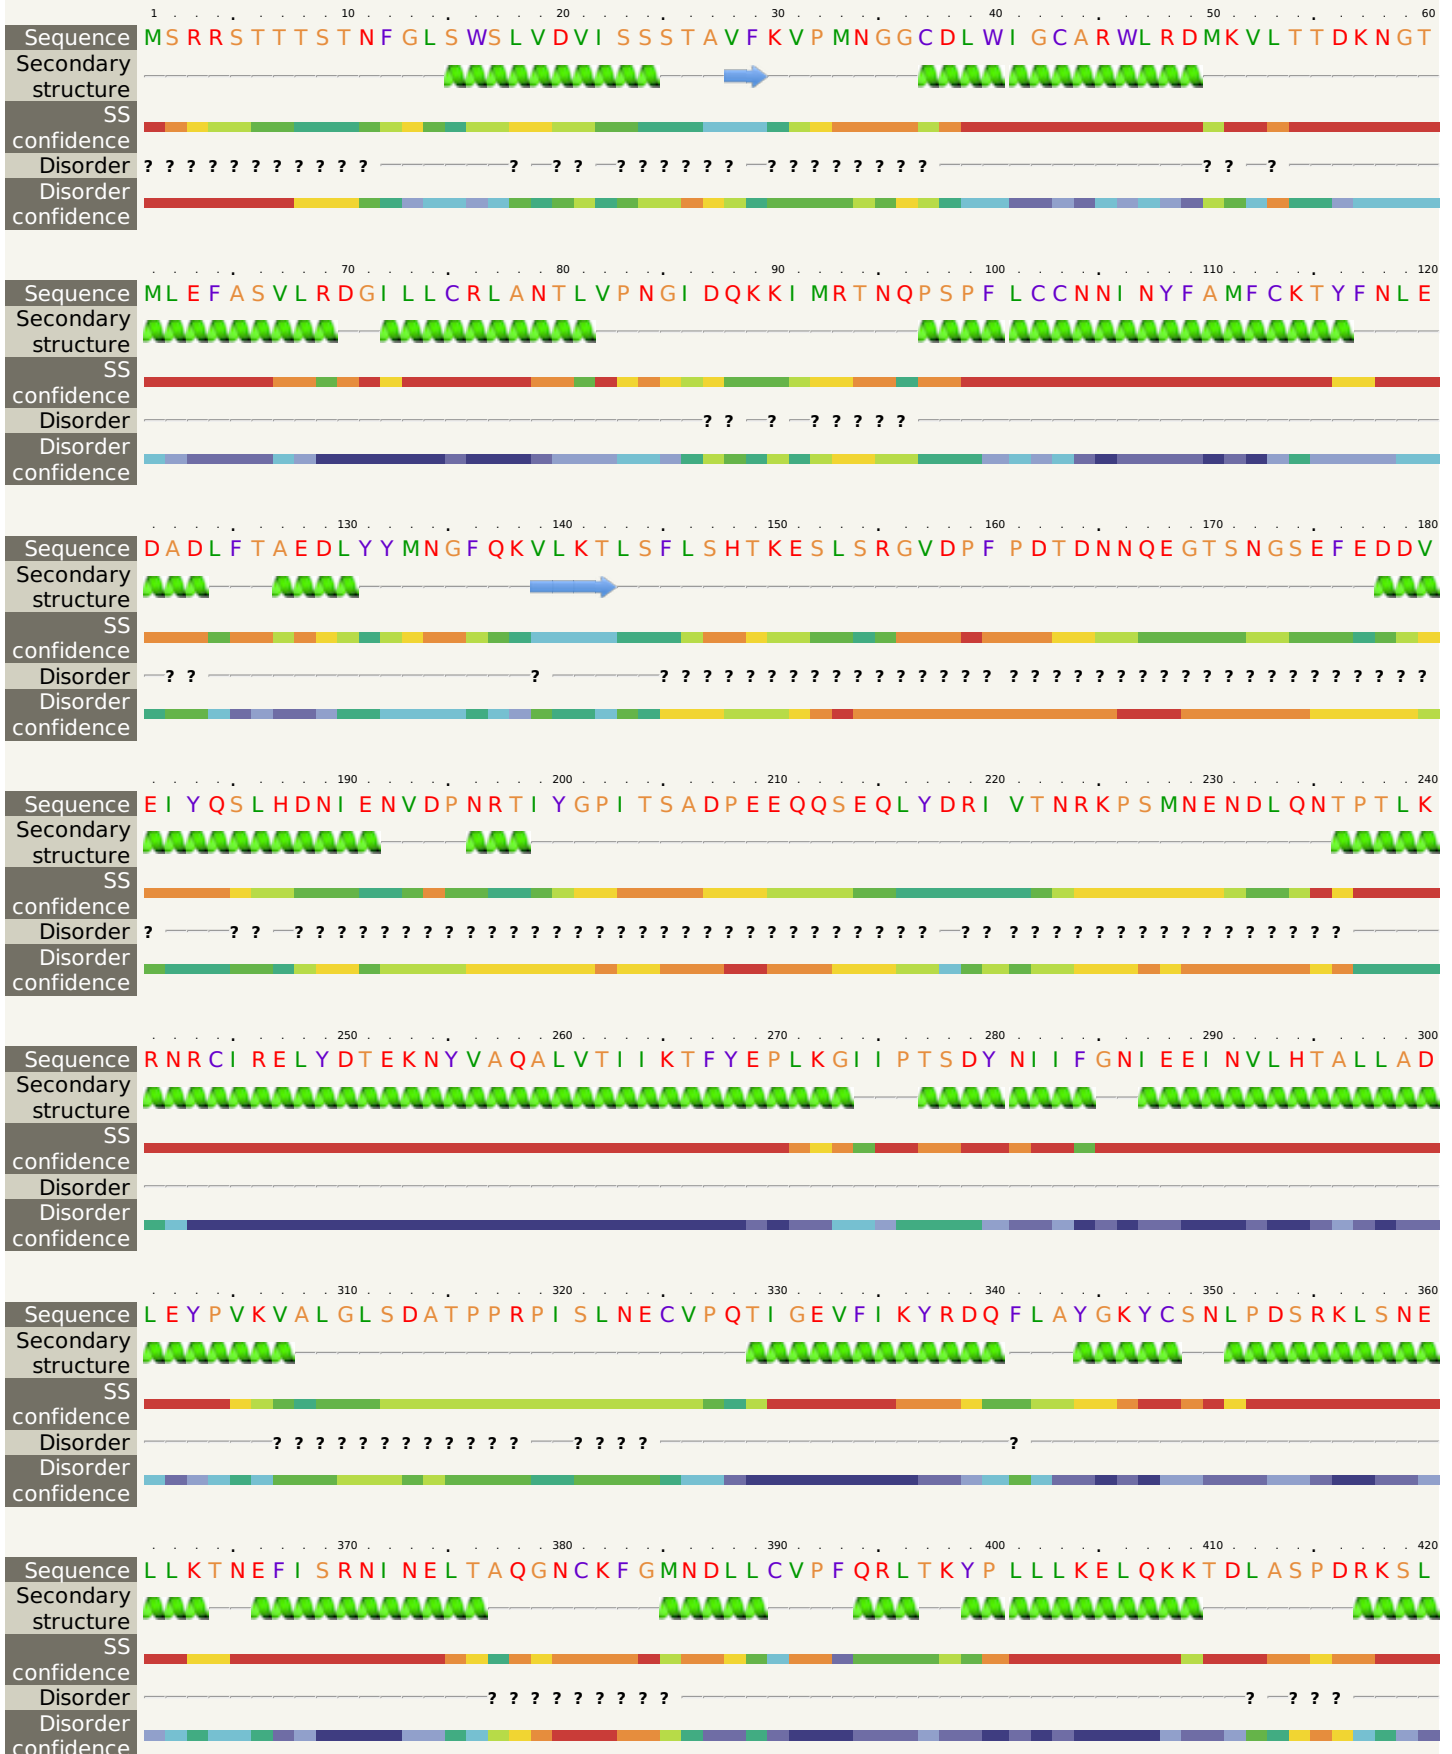 1 10 20 30 40 50 60
Sequence MSRRSTTTSTNFGLSWSLVDVISSSTAVFKVPMNGGCDLWIGCARWLRDMKVLTTDKNGT
Secondary
structure
SS
confidence
Disorder ? ? ? ? ? ? ? ? ? ? ? ? ? ? ? ? ? ? ? ? ? ? ? ? ? ? ? ? ? ? ?
Disorder
confidence
70 80 90 100 110 120
Sequence MLEFASVLRDGILLCRLANTLVPNGIDQKKIMRTNQPSPFLCCNNINYFAMFCKTYFNLE
Secondary
structure
SS
confidence
Disorder ? ? ? ? ? ? ? ?
Disorder
confidence
130 140 150 160 170 180
Sequence DADLFTAEDLYYMNGFQKVLKTLSFLSHTKESLSRGVDPFPDTDNNQEGTSNGSEFEDDV
Secondary
structure
SS
confidence
Disorder ? ? ? ? ? ? ? ? ? ? ? ? ? ? ? ? ? ? ? ? ? ? ? ? ? ? ? ? ? ? ? ? ? ? ? ? ? ? ?
Disorder
confidence
190 200 210 220 230 240
Sequence EIYQSLHDNIENVDPNRTIYGPITSADPEEQQSEQLYDRIVTNRKPSMNENDLQNTPTLK
Secondary
structure
SS
confidence
Disorder ? ? ? ? ? ? ? ? ? ? ? ? ? ? ? ? ? ? ? ? ? ? ? ? ? ? ? ? ? ? ? ? ? ? ? ? ? ? ? ? ? ? ? ? ? ? ? ? ? ? ?
Disorder
confidence
250 260 270 280 290 300
Sequence RNRCIRELYDTEKNYVAQALVTIIKTFYEPLKGIIPTSDYNIIFGNIEEINVLHTALLAD
Secondary
structure
SS
confidence
Disorder
Disorder
confidence
310 320 330 340 350 360
Sequence LEYPVKVALGLSDATPPRPISLNECVPQTIGEVFIKYRDQFLAYGKYCSNLPDSRKLSNE
Secondary
structure
SS
confidence
Disorder ? ? ? ? ? ? ? ? ? ? ? ? ? ? ? ? ?
Disorder
confidence
370 380 390 400 410 420
Sequence LLKTNEFISRNINELTAQGNCKFGMNDLLCVPFQRLTKYPLLLKELQKKTDLASPDRKSL
Secondary
structure
SS
confidence
Disorder ? ? ? ? ? ? ? ? ? ? ? ? ?
Disorder
confidence